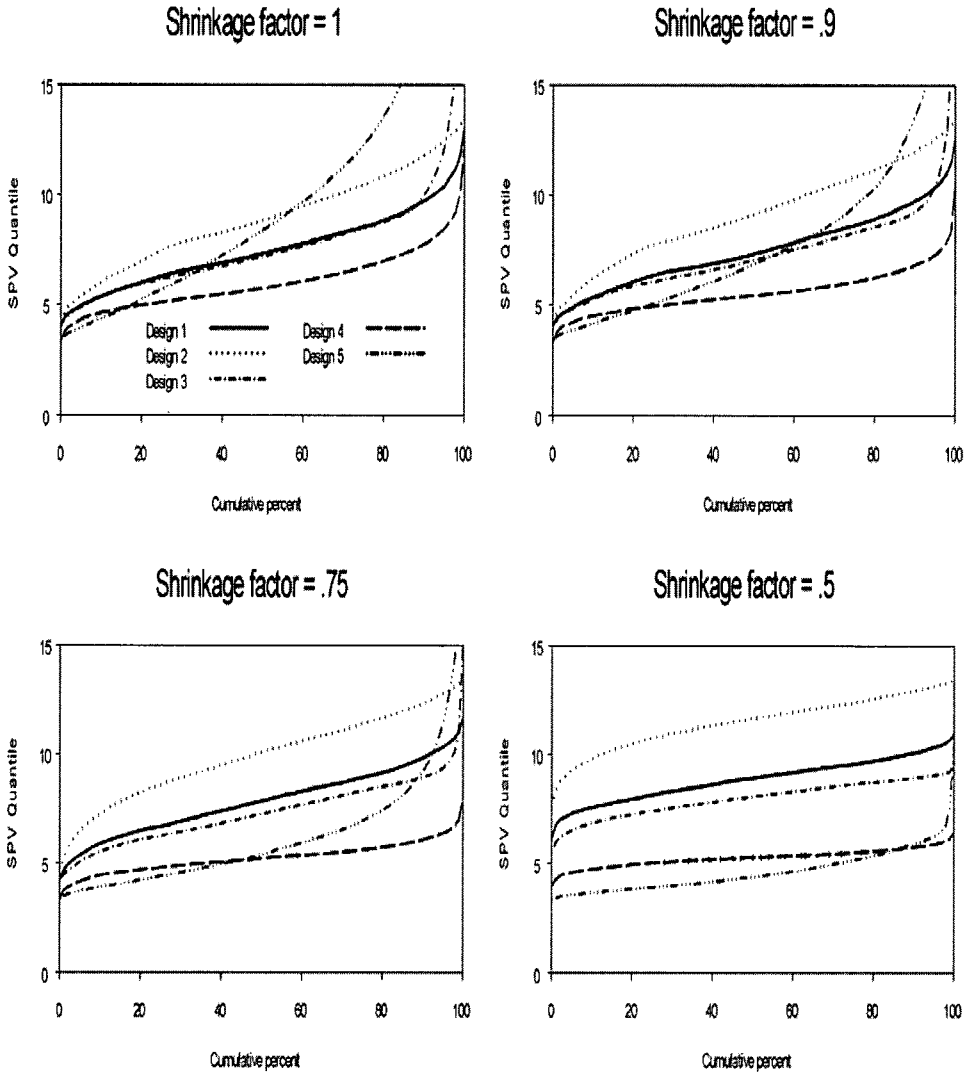 Shrinkage factor = 1
15
10
5
0
SPV Quantile
Design 1
Design 2
Design 3
Design 4
Design 5
0 20 40 60 80 100
Cumulative percent
Shrinkage factor = .9
15
10
5
0
SPV Quantile
0 20 40 60 80 100
Cumulative percent
Shrinkage factor = .75
15
10
5
0
SPV Quantile
0 20 40 60 80 100
Cumulative percent
Shrinkage factor = .5
15
10
5
0
SPV Quantile
0 20 40 60 80 100
Cumulative percent